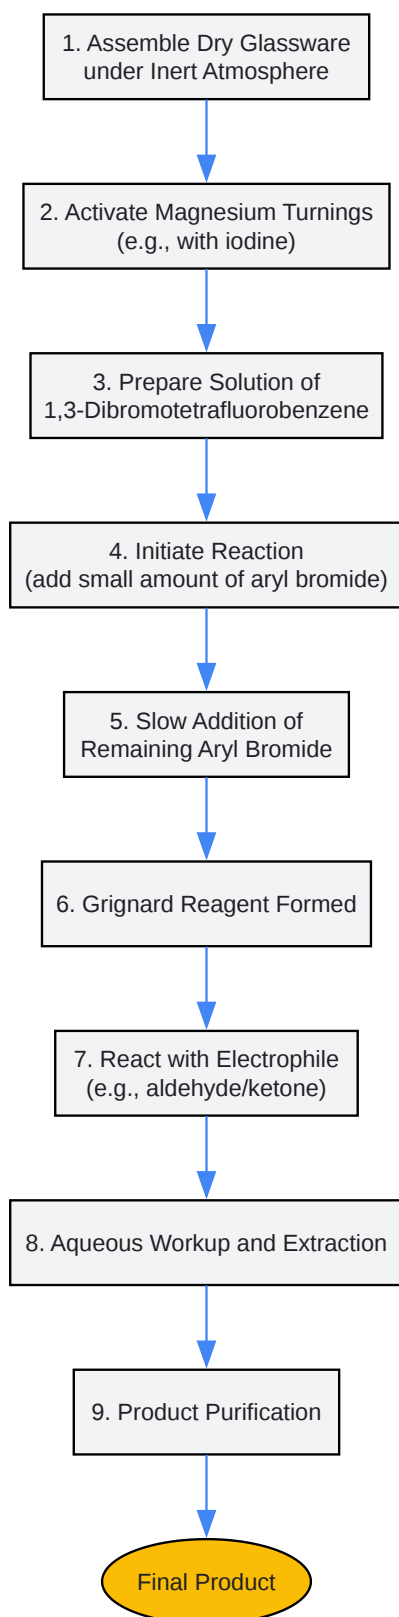 1. Assemble Dry Glassware
under Inert Atmosphere
2. Activate Magnesium Turnings
(e.g., with iodine)
3. Prepare Solution of
1,3-Dibromotetrafluorobenzene
4. Initiate Reaction
(add small amount of aryl bromide)
5. Slow Addition of
Remaining Aryl Bromide
6. Grignard Reagent Formed
7. React with Electrophile
(e.g., aldehyde/ketone)
8. Aqueous Workup and Extraction
9. Product Purification
Final Product